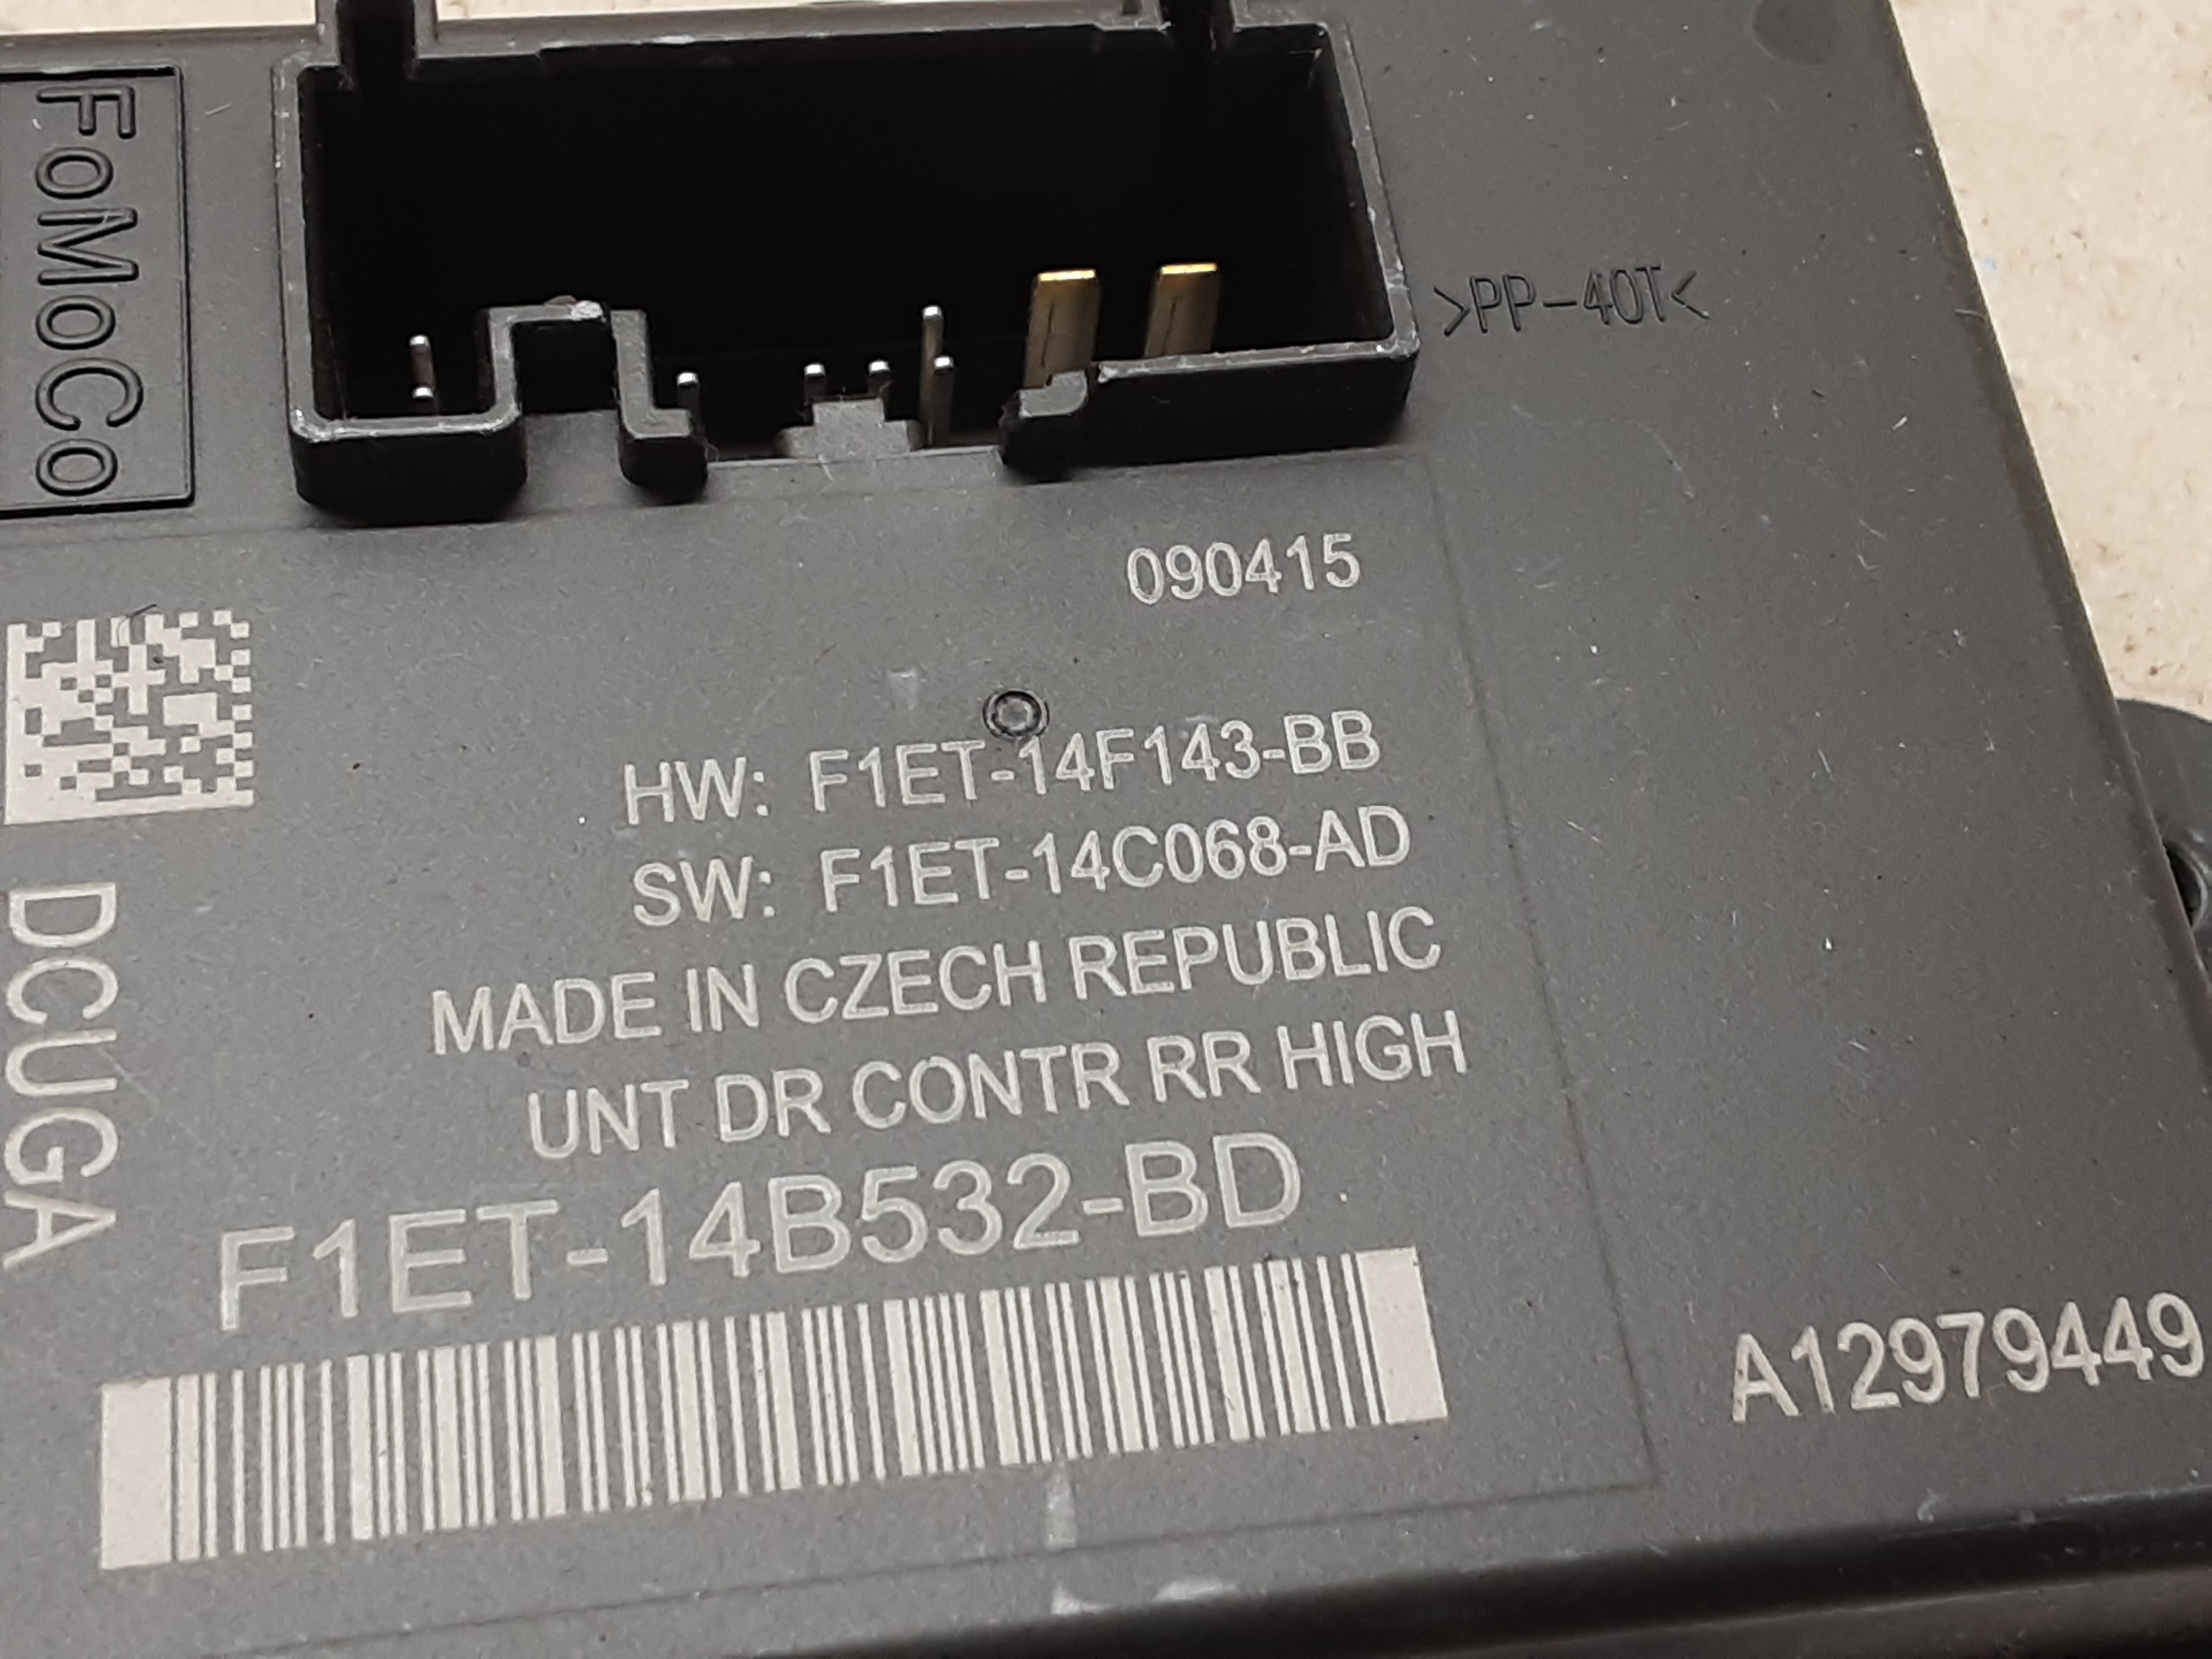 FoMoCo
>PP-40T<
090415
HW: F1ET-14F143-BB
SW: F1ET-14C068-AD
MADE IN CZECH REPUBLIC
UNT DR CONTR RR HIGH
F1ET-14B532-BD
DCUGA
A12979449